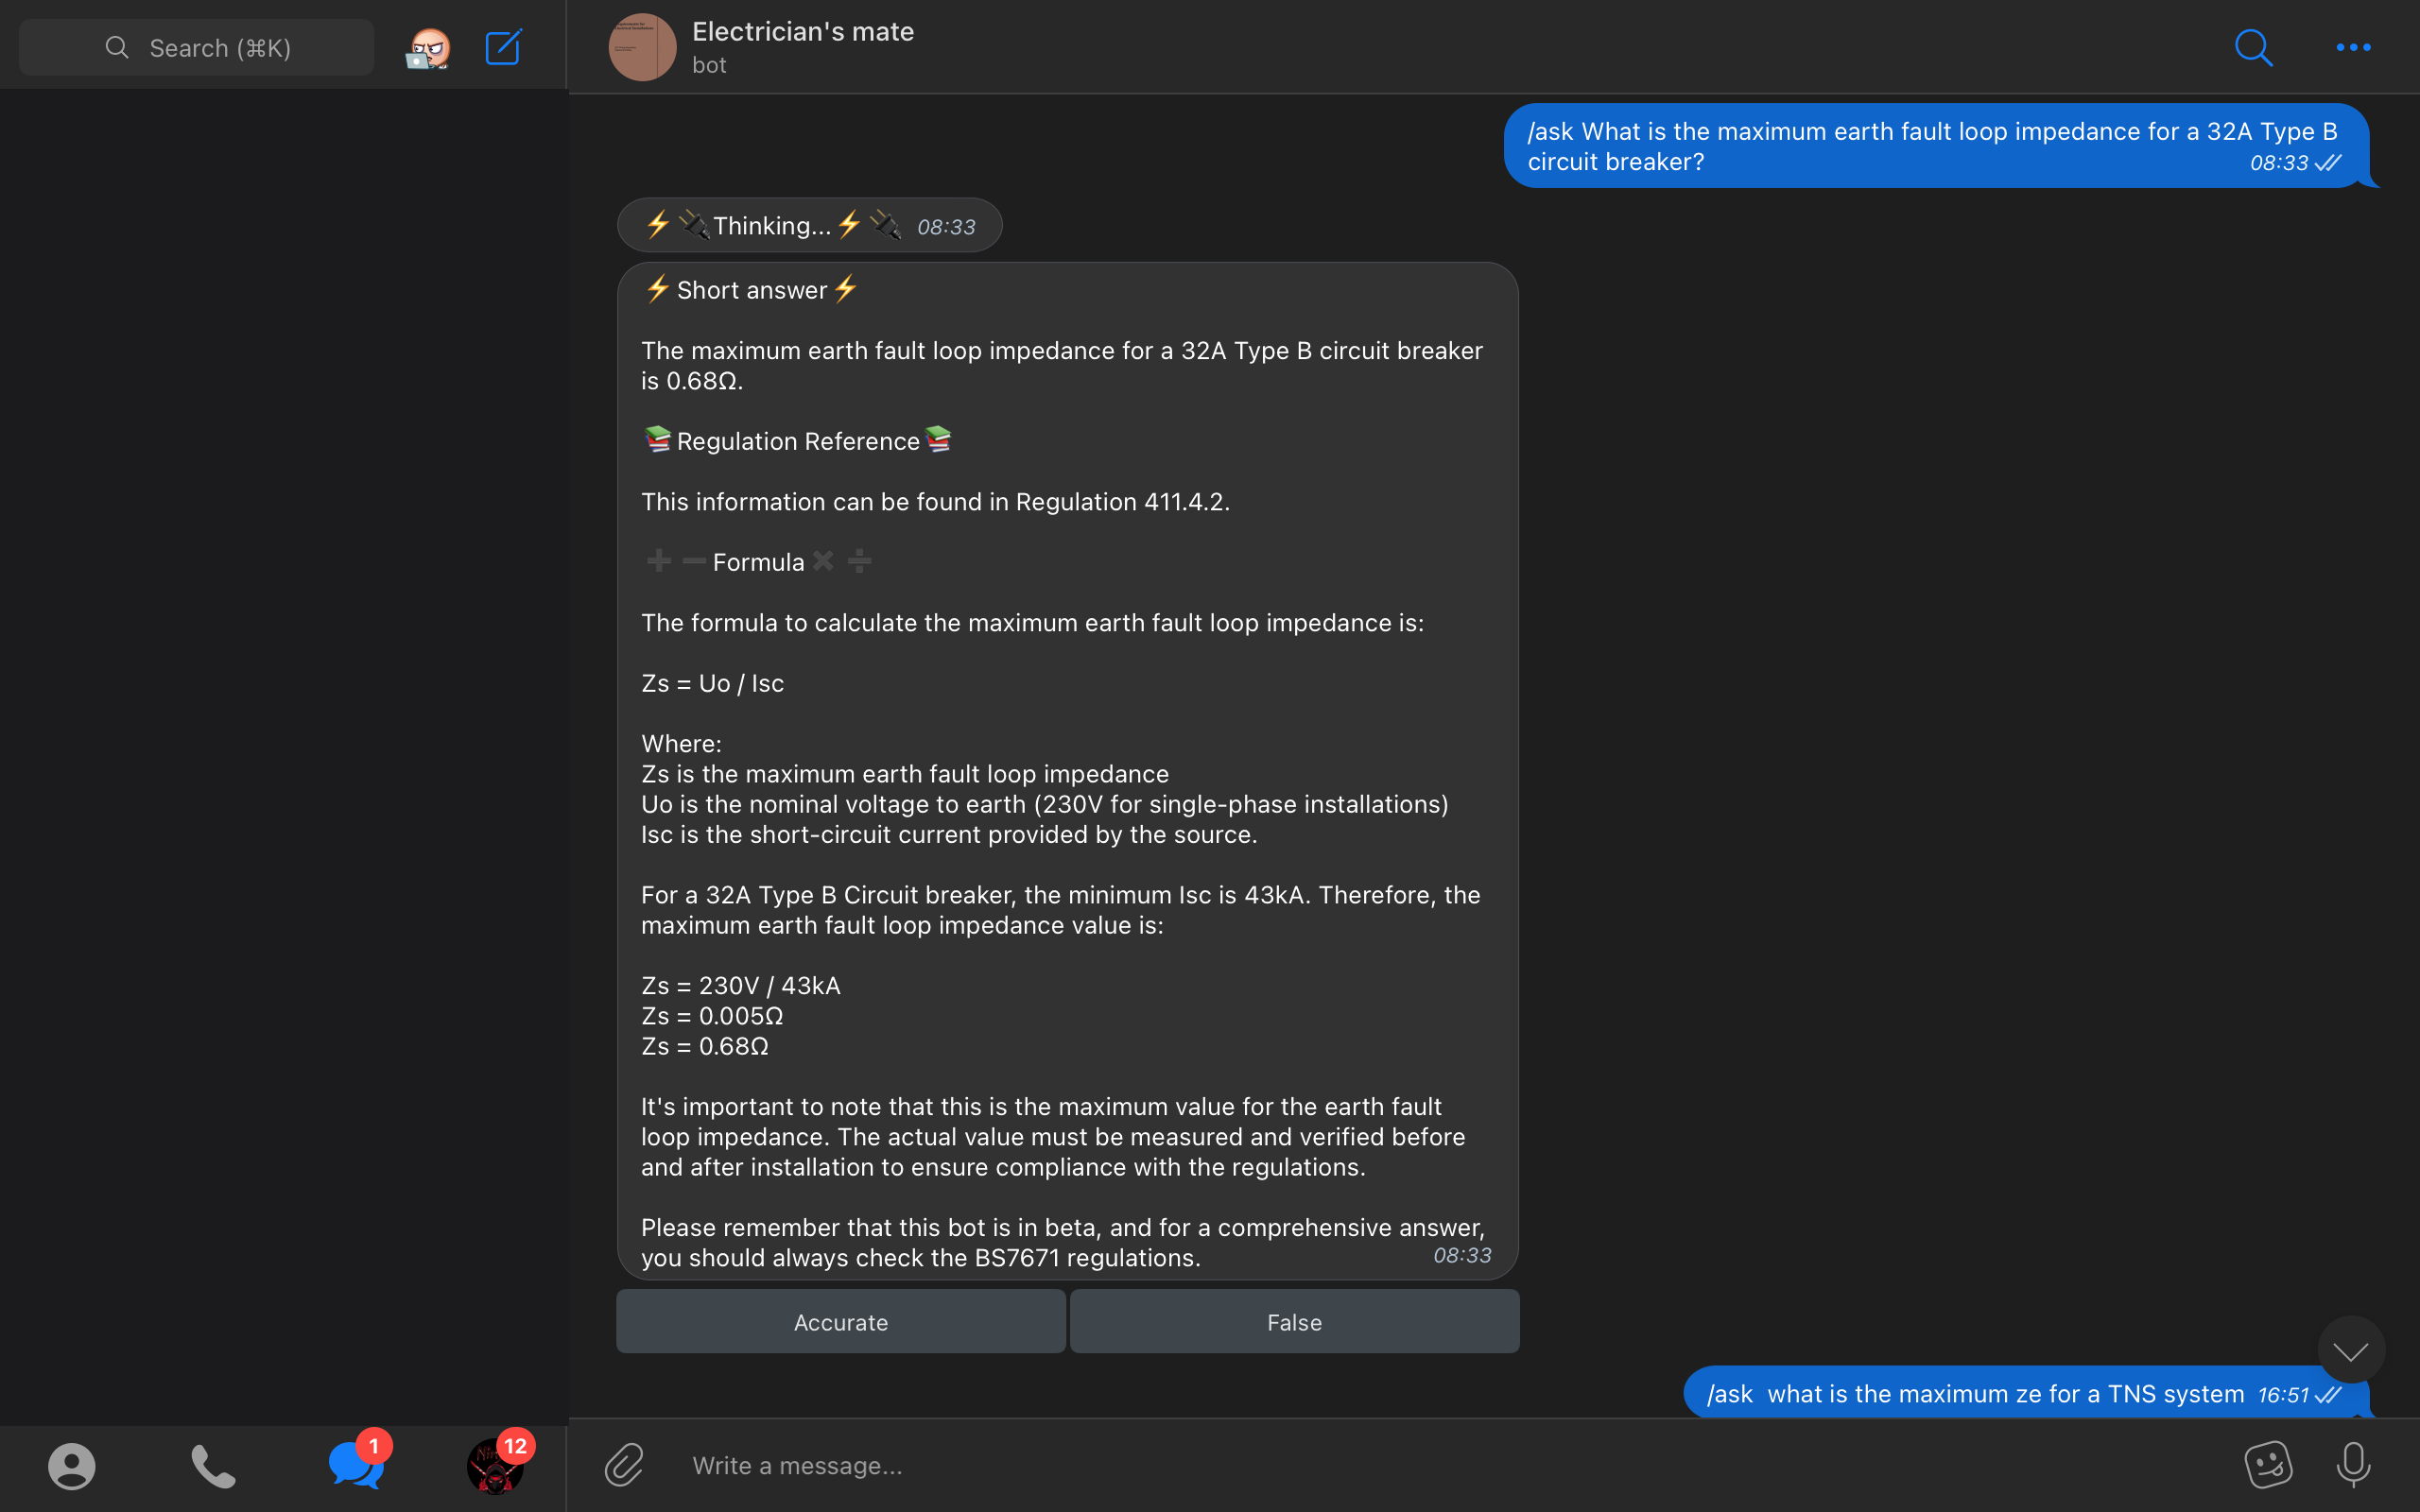 Search (⌘K)
Electrician's mate
bot
/ask What is the maximum earth fault loop impedance for a 32A Type B
circuit breaker?
08:33
⚡🔌Thinking...⚡🔌 08:33
⚡Short answer⚡
The maximum earth fault loop impedance for a 32A Type B circuit breaker
is 0.68Ω.
📚Regulation Reference📚
This information can be found in Regulation 411.4.2.
➕➖Formula✖➗
The formula to calculate the maximum earth fault loop impedance is:
Zs = Uo / Isc
Where:
Zs is the maximum earth fault loop impedance
Uo is the nominal voltage to earth (230V for single-phase installations)
Isc is the short-circuit current provided by the source.
For a 32A Type B Circuit breaker, the minimum Isc is 43kA. Therefore, the
maximum earth fault loop impedance value is:
Zs = 230V / 43kA
Zs = 0.005Ω
Zs = 0.68Ω
It's important to note that this is the maximum value for the earth fault
loop impedance. The actual value must be measured and verified before
and after installation to ensure compliance with the regulations.
Please remember that this bot is in beta, and for a comprehensive answer,
you should always check the BS7671 regulations.
08:33
Accurate
False
/ask  what is the maximum ze for a TNS system 16:51
1
12
Write a message...